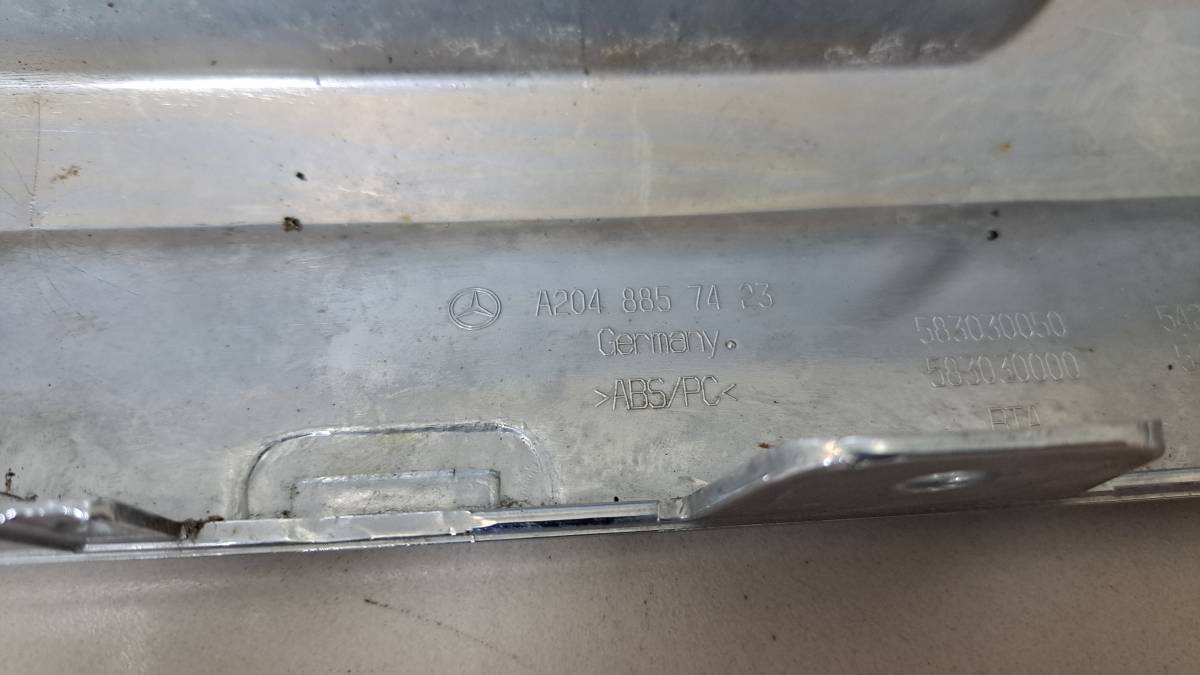 A204 885 74 23
Germany.
>ABS/PC<
583030050
583030000